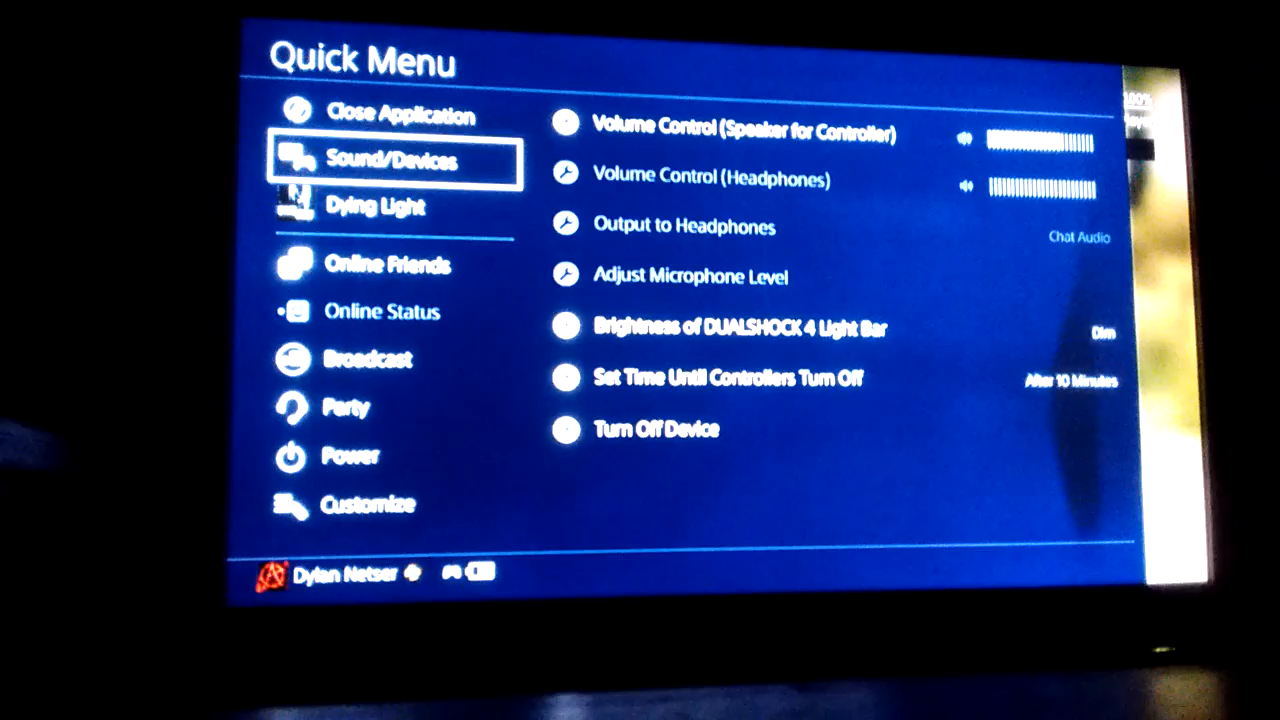 Quick Menu
Close Application
Sound/Devices
Dying Light
Online Friends
Online Status
Broadcast
Party
Power
Customize
Volume Control (Speaker for Controller)
Volume Control (Headphones)
Output to Headphones
Chat Audio
Adjust Microphone Level
Brightness of DUALSHOCK 4 Light Bar
Dim
Set Time Until Controllers Turn Off
After 10 Minutes
Turn Off Device
100%
Dylan Netser